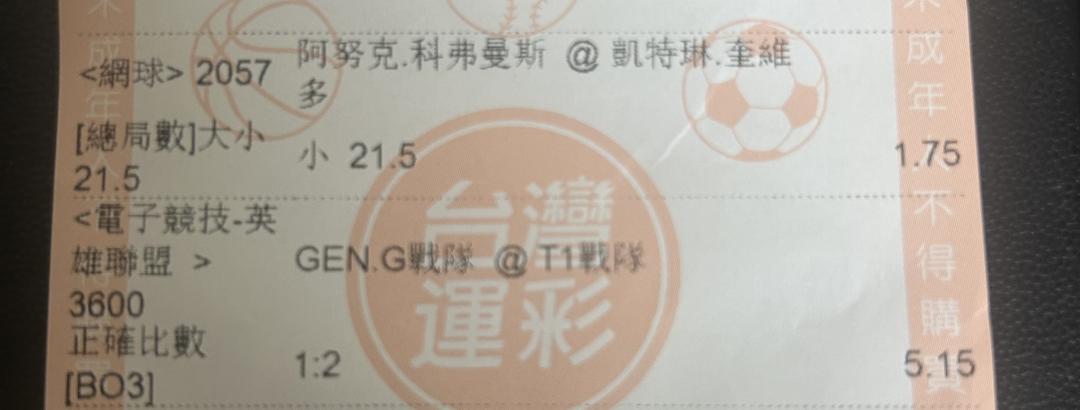 <網球> 2057 阿努克.科弗曼斯 @ 凱特琳.奎維
多
[總局數]大小
21.5 小 21.5 1.75
<電子競技-英
雄聯盟 > GEN.G戰隊 @ T1戰隊
3600
正確比數
[BO3] 1:2 5.15
台灣
運彩
未成年人
未成年人不得購買